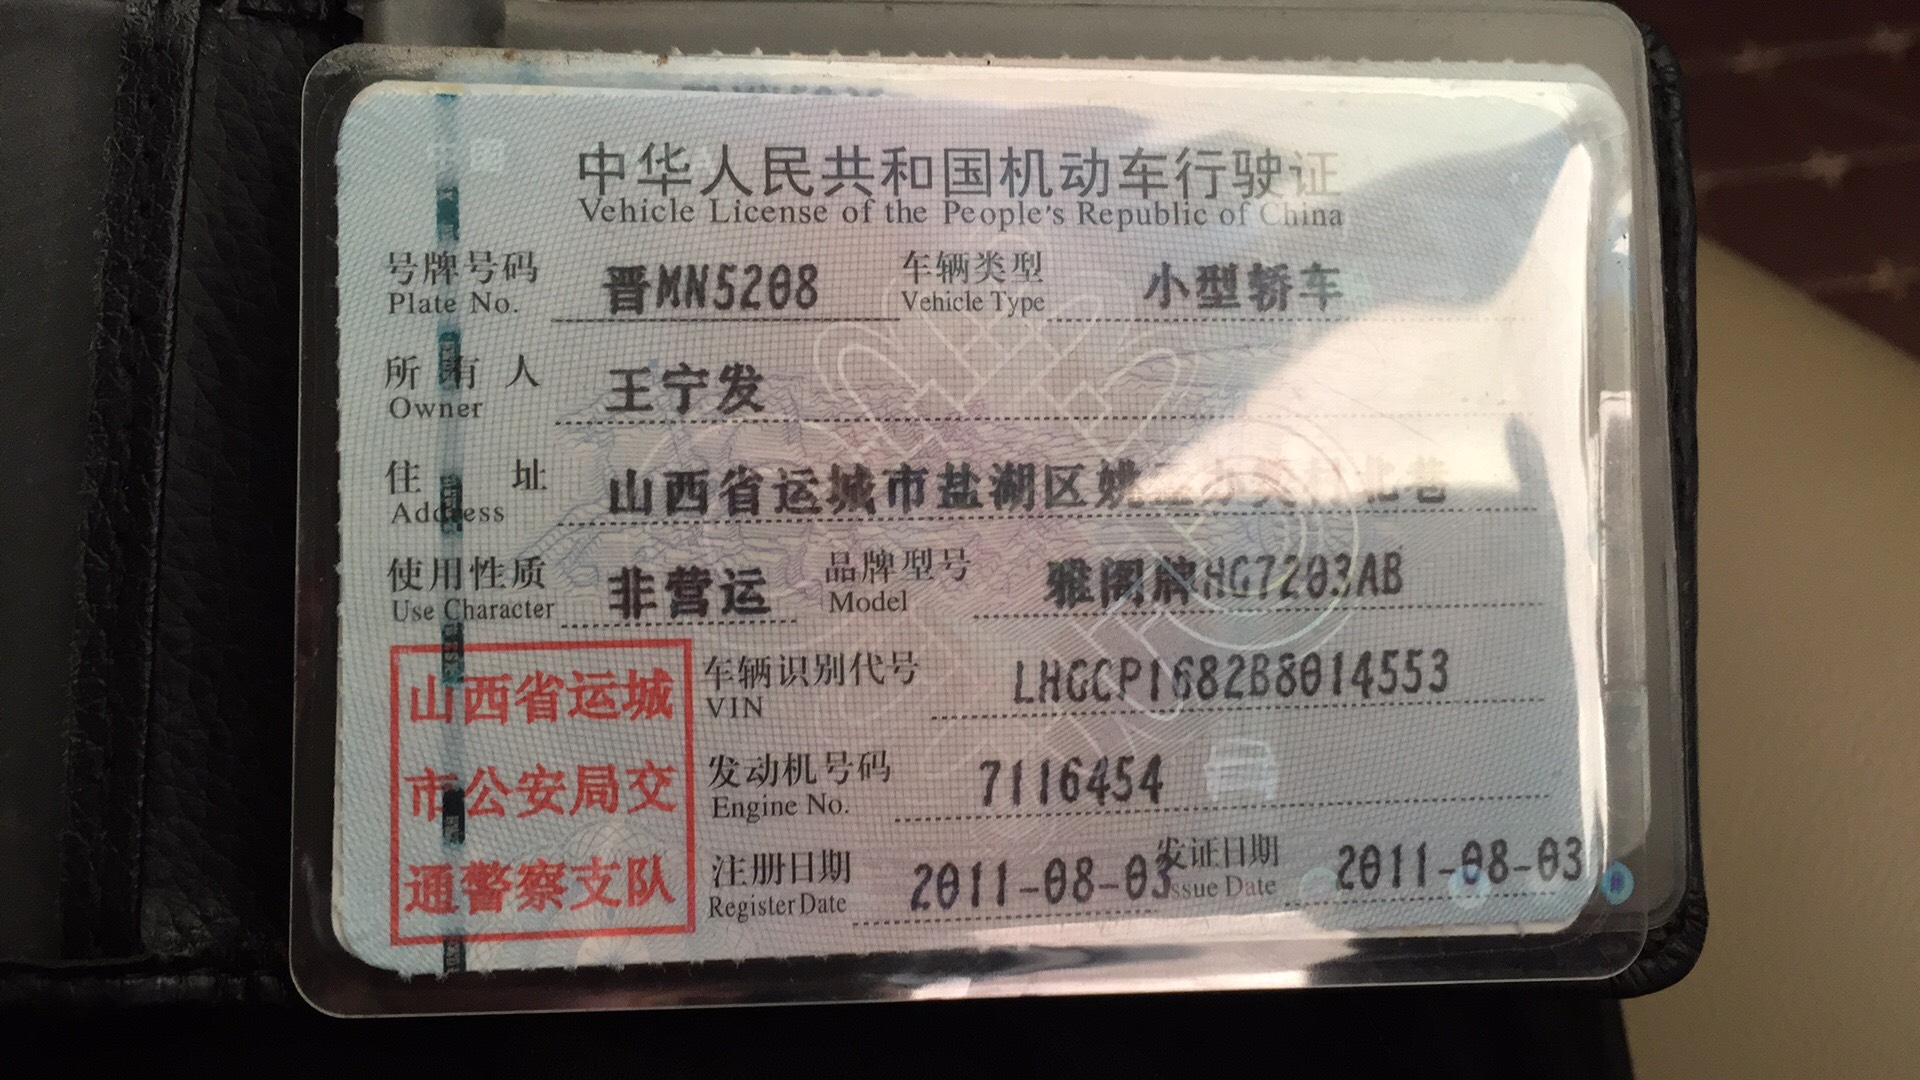 中华人民共和国机动车行驶证
Vehicle License of the People's Republic of China
号牌号码 晋MN5208 车辆类型 小型轿车
Plate No. Vehicle Type
所有人 王宁发
Owner
住址 山西省运城市盐湖区姚 北巷
Address
使用性质 非营运 品牌型号 雅阁牌HG7203AB
Use Character Model
车辆识别代号 LHGCP1682B8014553
VIN
发动机号码 7116454
Engine No.
注册日期 2011-08-03 发证日期 2011-08-03
Register Date Issue Date
山西省运城
市公安局交
通警察支队